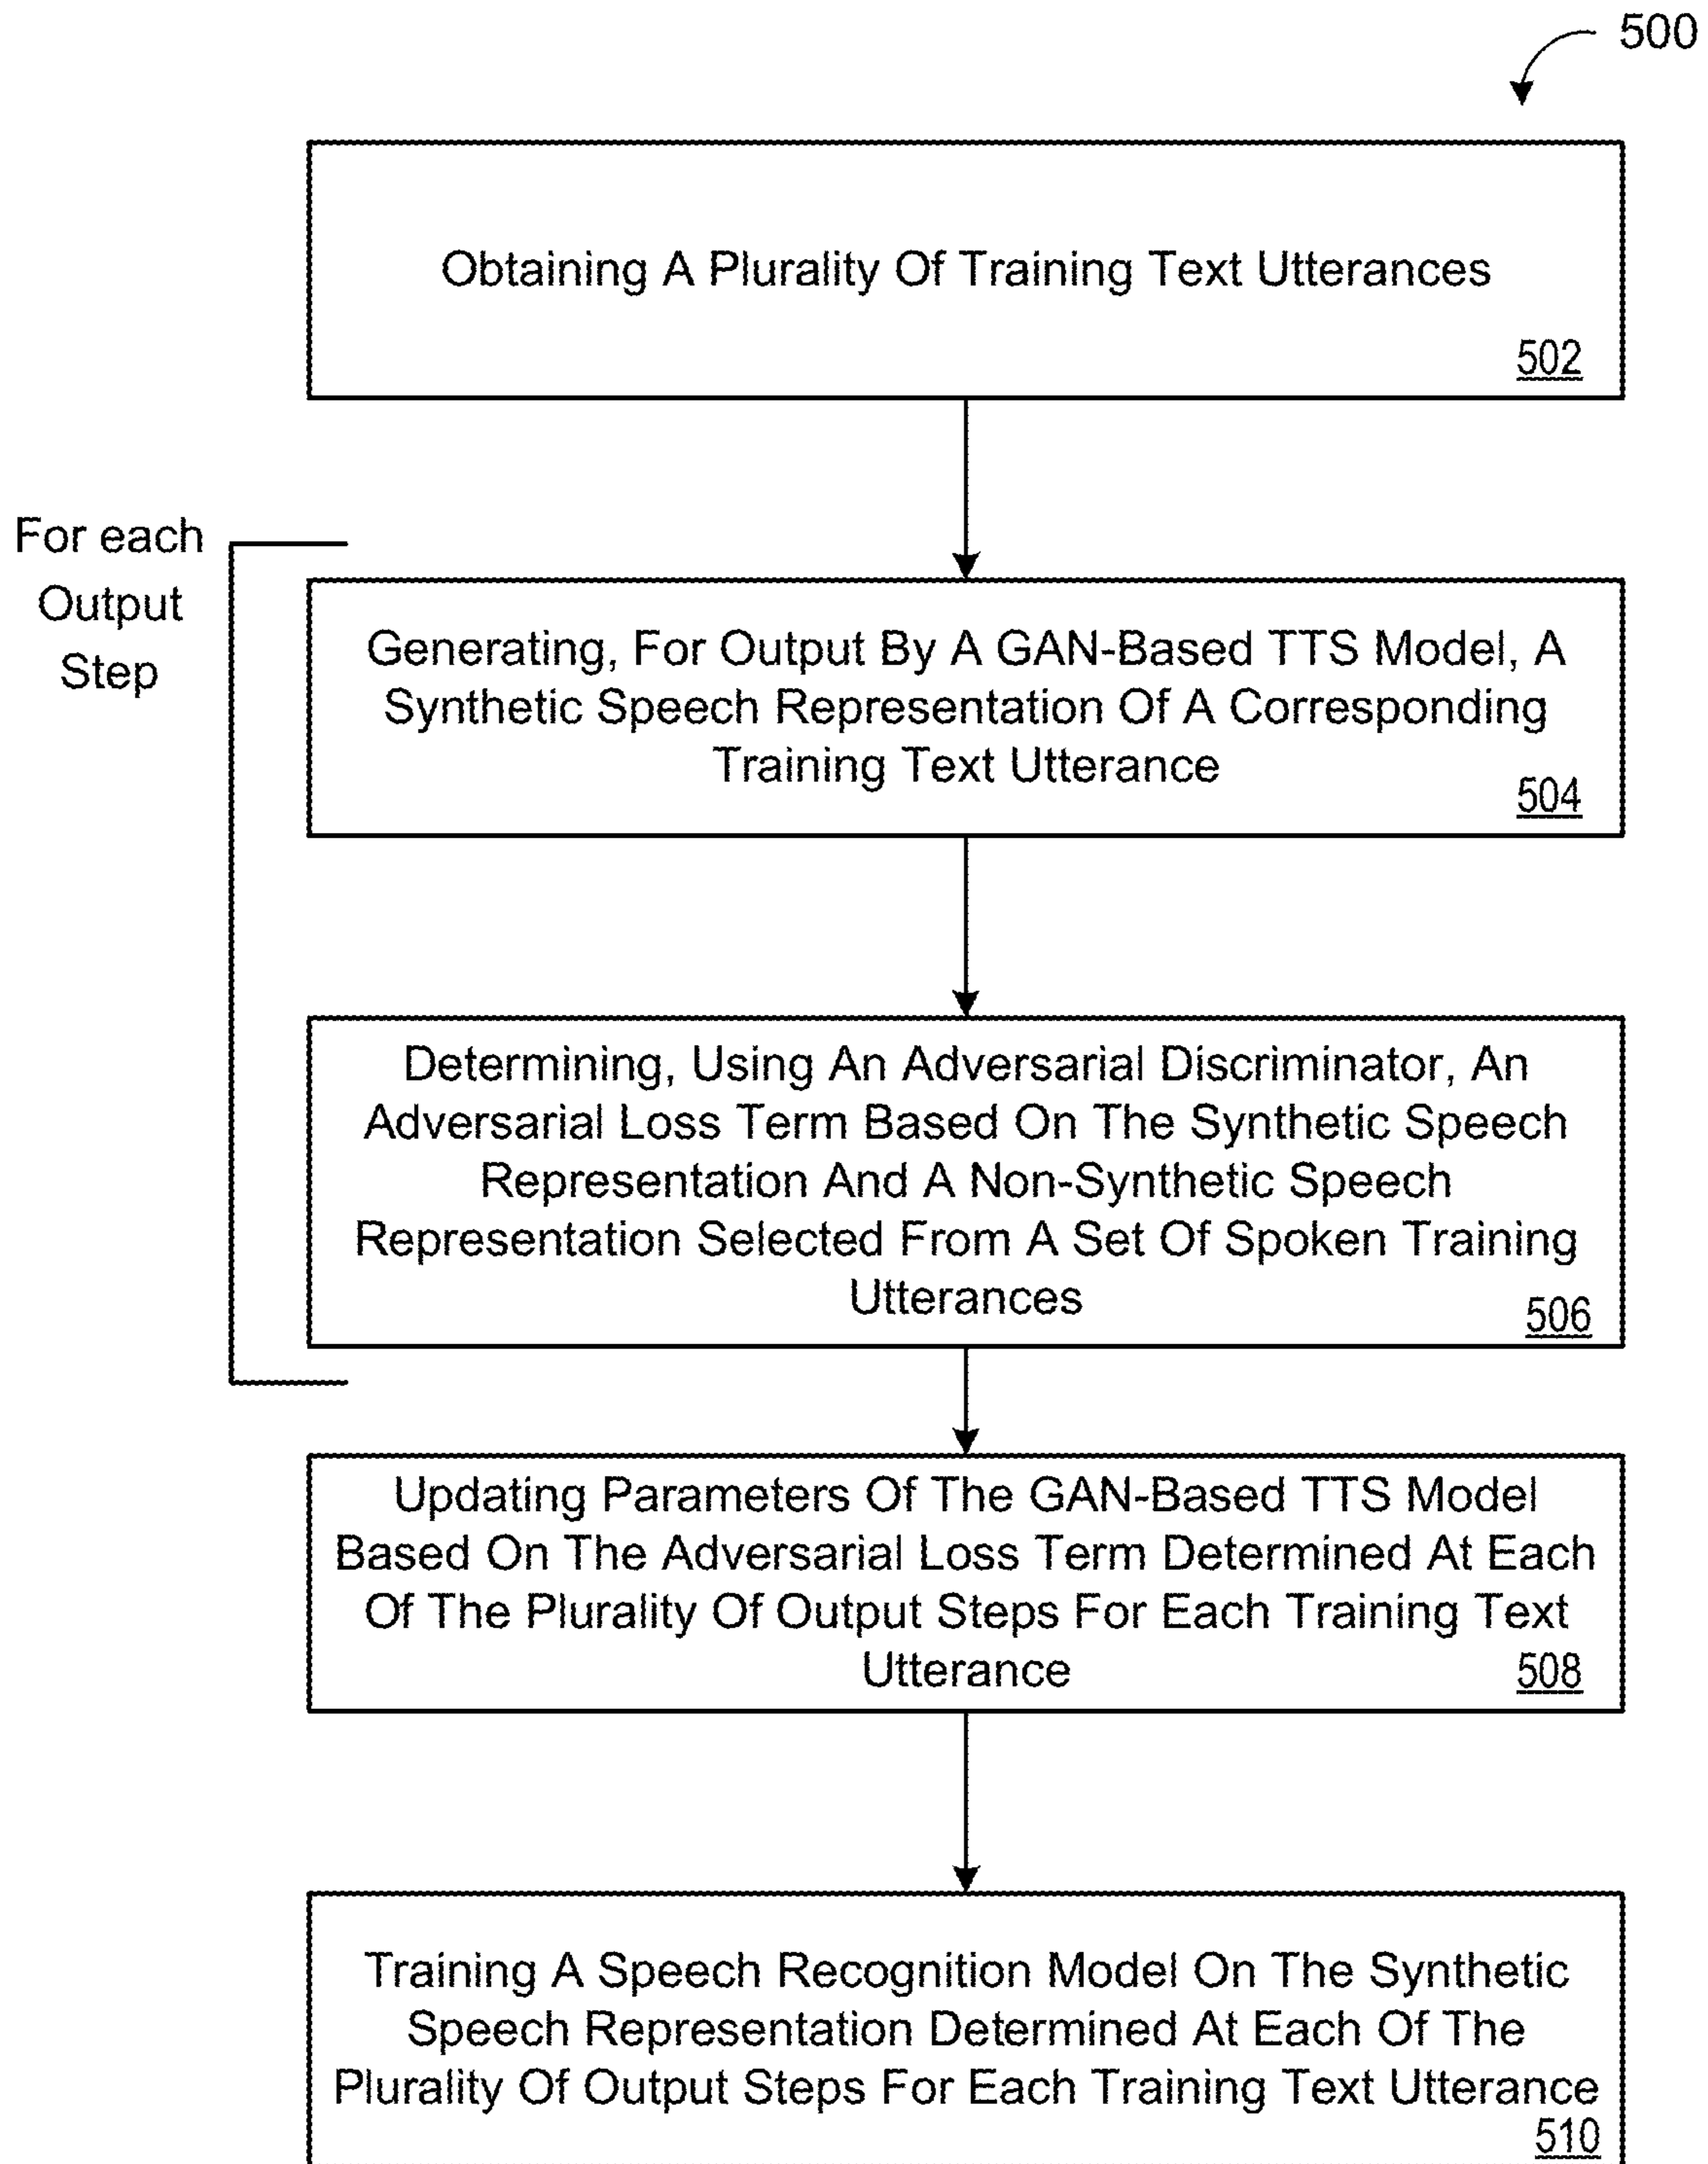 500
Obtaining A Plurality Of Training Text Utterances
502
For each
Output
Step
Generating, For Output By A GAN-Based TTS Model, A
Synthetic Speech Representation Of A Corresponding
Training Text Utterance
504
Determining, Using An Adversarial Discriminator, An
Adversarial Loss Term Based On The Synthetic Speech
Representation And A Non-Synthetic Speech
Representation Selected From A Set Of Spoken Training
Utterances
506
Updating Parameters Of The GAN-Based TTS Model
Based On The Adversarial Loss Term Determined At Each
Of The Plurality Of Output Steps For Each Training Text
Utterance
508
Training A Speech Recognition Model On The Synthetic
Speech Representation Determined At Each Of The
Plurality Of Output Steps For Each Training Text Utterance
510